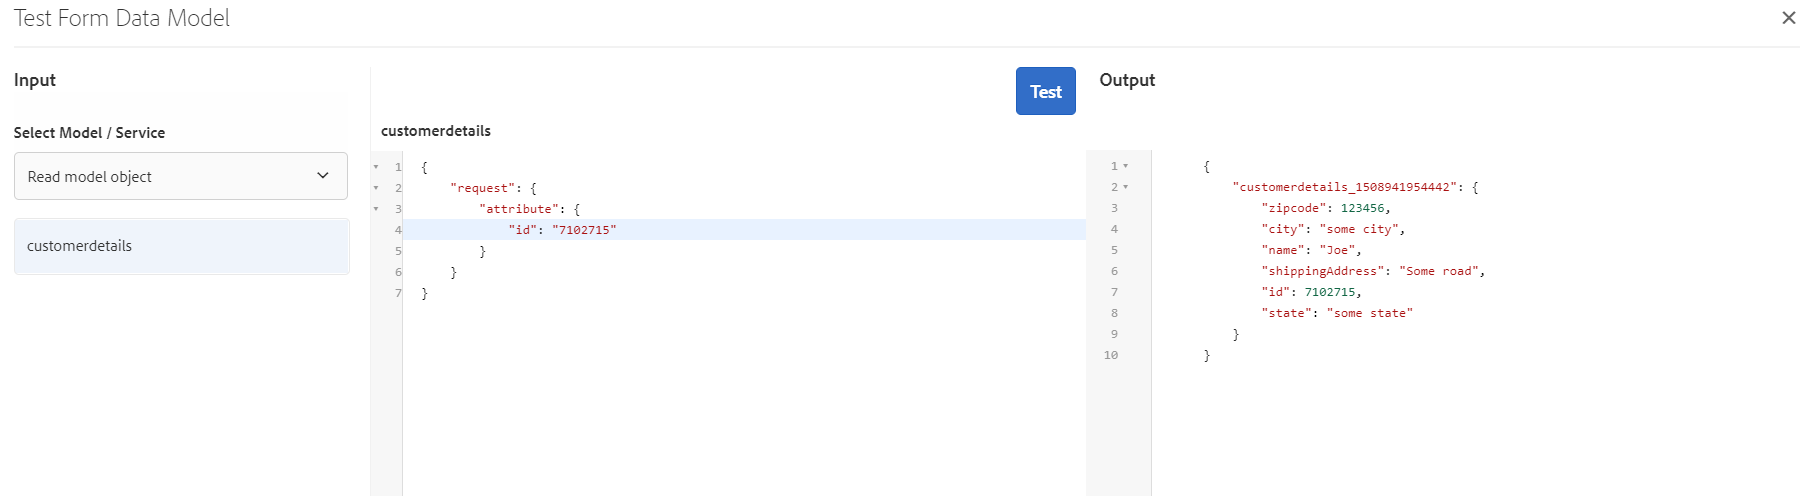 Test Form Data Model
Input
Select Model / Service
Read model object
customerdetails
Test
customerdetails
1 {
2 "request": {
3 "attribute": {
4 "id": "7102715"
5 }
6 }
7 }
Output
1 {
2 "customerdetails_1508941954442": {
3 "zipcode": 123456,
4 "city": "some city",
5 "name": "Joe",
6 "shippingAddress": "Some road",
7 "id": 7102715,
8 "state": "some state"
9 }
10 }